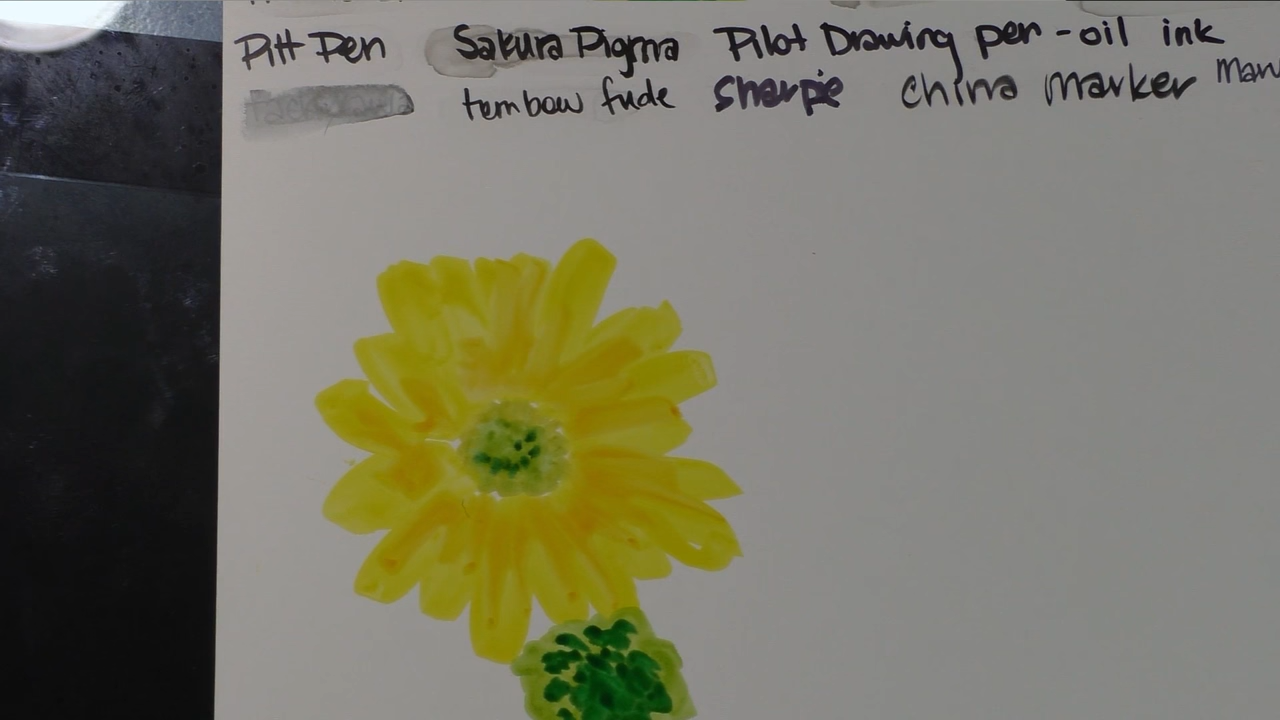 Pitt Pen Sakura Pigma Pilot Drawing pen - oil ink
tombow fude sharpie china marker